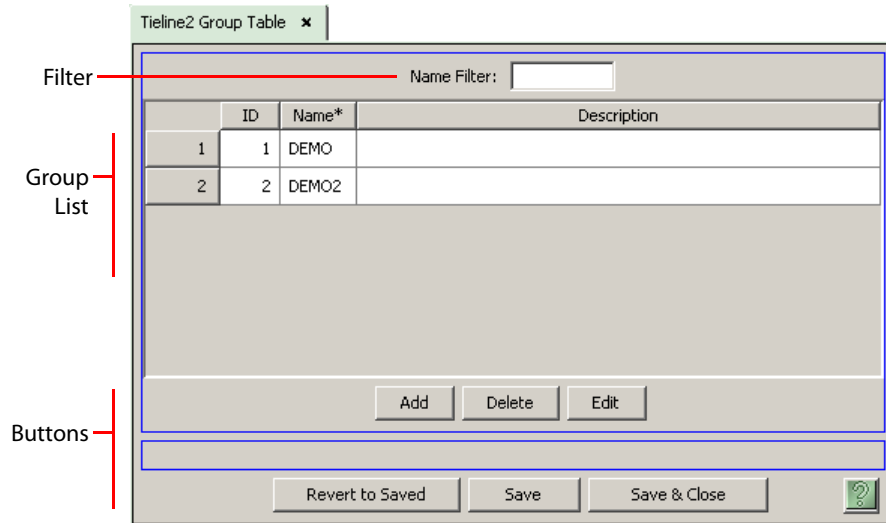 Tieline2 Group Table ×
Filter
Name Filter:
ID Name* Description
1 1 DEMO
2 2 DEMO2
Group
List
Add Delete Edit
Buttons
Revert to Saved Save Save & Close ?